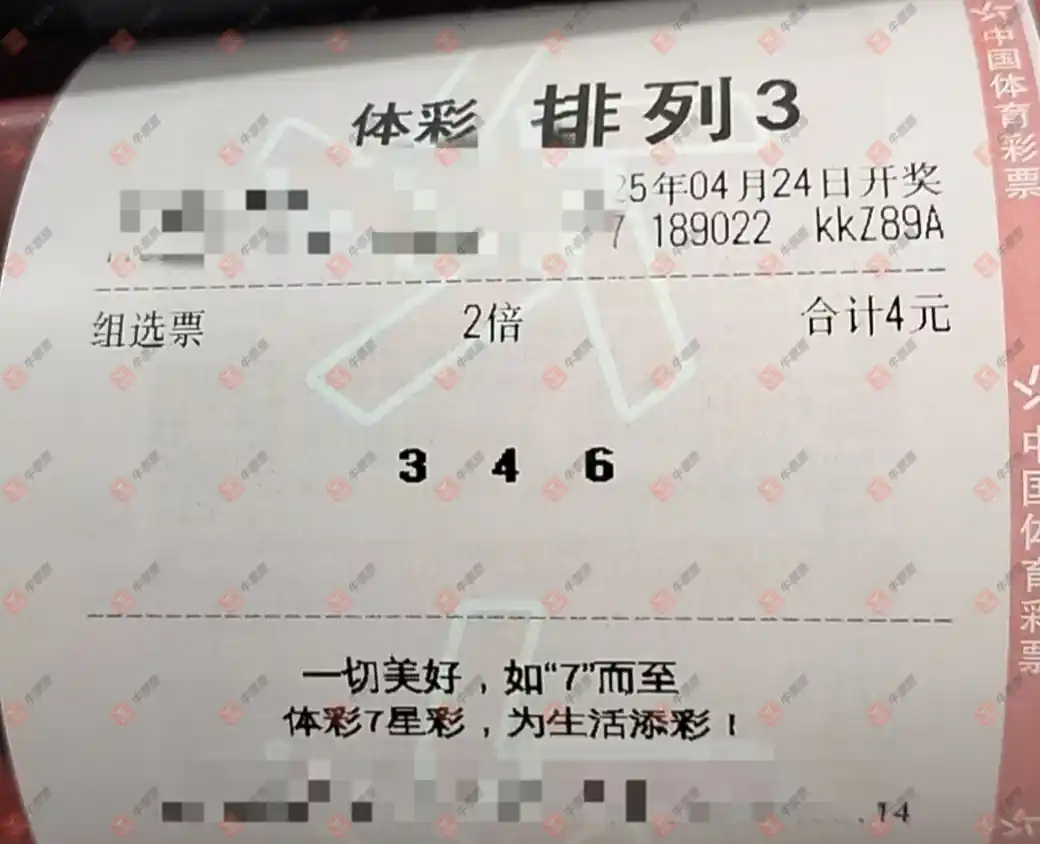 体彩 排列3
25年04月24日开奖
7 189022 kkZ89A
组选票 2倍 合计4元
3 4 6
一切美好，如“7”而至
体彩7星彩，为生活添彩！
14
中国体育彩票
中国体育彩票